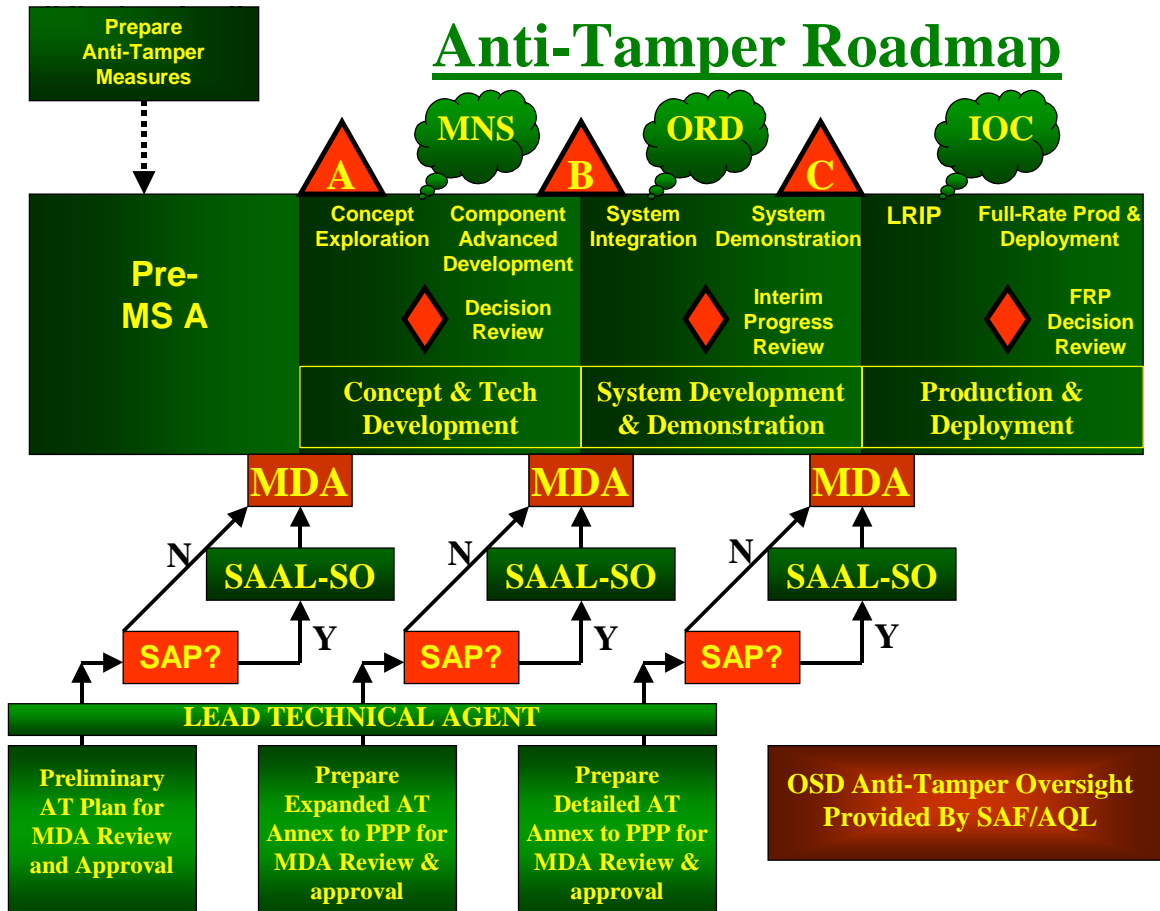 Prepare
Anti-Tamper
Measures
Anti-Tamper Roadmap
MNS
ORD
IOC
A
B
C
Pre-
MS A
Concept
Exploration
Component
Advanced
Development
Decision
Review
System
Integration
System
Demonstration
Interim
Progress
Review
LRIP
Full-Rate Prod &
Deployment
FRP
Decision
Review
Concept & Tech
Development
System Development
& Demonstration
Production &
Deployment
MDA
MDA
MDA
N
SAAL-SO
N
SAAL-SO
N
SAAL-SO
SAP?
Y
SAP?
Y
SAP?
Y
LEAD TECHNICAL AGENT
Preliminary
AT Plan for
MDA Review
and Approval
Prepare
Expanded AT
Annex to PPP for
MDA Review &
approval
Prepare
Detailed AT
Annex to PPP for
MDA Review &
approval
OSD Anti-Tamper Oversight
Provided By SAF/AQL